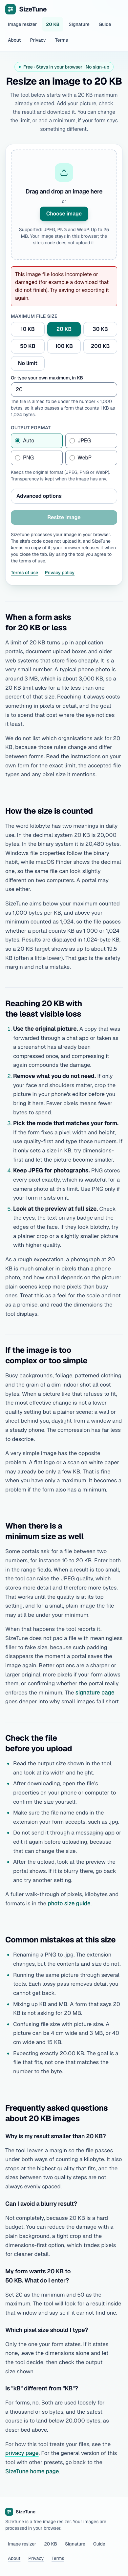 SizeTune
Image resizer 20 KB Signature Guide
About Privacy Terms
Free · Stays in your browser · No sign-up
Resize an image to 20 KB
The tool below starts with a 20 KB maximum
already selected. Add your picture, check
the result and download it. You can change
the limit, or add a minimum, if your form says
something different.
Drag and drop an image here
or
Choose image
Supported: JPEG, PNG and WebP. Up to 25
MB. Your image stays in this browser; the
site's code does not upload it.
This image file looks incomplete or
damaged (for example a download that
did not finish). Try saving or exporting it
again.
MAXIMUM FILE SIZE
10 KB 20 KB 30 KB
50 KB 100 KB 200 KB
No limit
Or type your own maximum, in KB
20
The file is aimed to be under the number × 1,000
bytes, so it also passes a form that counts 1 KB as
1,024 bytes.
OUTPUT FORMAT
Auto JPEG
PNG WebP
Keeps the original format (JPEG, PNG or WebP).
Transparency is kept when the image has any.
Advanced options
Resize image
SizeTune processes your image in your browser.
The site's code does not upload it, and SizeTune
keeps no copy of it; your browser releases it when
you close the tab. By using the tool you agree to
the terms of use.
Terms of use Privacy policy
When a form asks
for 20 KB or less
A limit of 20 KB turns up in application
portals, document upload boxes and older
web systems that store files cheaply. It is a
very small number. A typical phone photo is
around 3 MB, which is about 3,000 KB, so a
20 KB limit asks for a file less than one
percent of that size. Reaching it always costs
something in pixels or detail, and the goal
is to spend that cost where the eye notices
it least.
We do not list which organisations ask for 20
KB, because those rules change and differ
between forms. Read the instructions on your
own form for the exact limit, the accepted file
types and any pixel size it mentions.
How the size is counted
The word kilobyte has two meanings in daily
use. In the decimal system 20 KB is 20,000
bytes; in the binary system it is 20,480 bytes.
Windows file properties follow the binary
habit, while macOS Finder shows the decimal
one, so the same file can look slightly
different on two computers. A portal may
use either.
SizeTune aims below your maximum counted
as 1,000 bytes per KB, and above your
minimum counted as 1,024, so the file passes
whether a portal counts KB as 1,000 or 1,024
bytes. Results are displayed in 1,024-byte KB,
so a 20 KB target shows as up to about 19.5
KB (often a little lower). That gap is the safety
margin and not a mistake.
Reaching 20 KB with
the least visible loss
1. Use the original picture. A copy that was
forwarded through a chat app or taken
as a screenshot has already been
compressed once, and compressing it
again compounds the damage.
2. Remove what you do not need. If only
your face and shoulders matter, crop the
picture in your phone's editor before you
upload it here. Fewer pixels means fewer
bytes to spend.
3. Pick the mode that matches your form.
If the form has a fixed pixel size or format,
use quality-first and type those numbers. If
it only sets a size in KB, try dimensions-
first and let the picture become smaller.
4. Keep JPEG for photographs. PNG stores
every pixel exactly, which is wasteful for a
camera photo at this limit. Use PNG only if
your form insists on it.
5. Look at the preview at full size. Check
the eyes, the text on any badge and the
edges of the face. If they look blotchy, try
a plainer crop or a slightly smaller picture
with higher quality.
As a rough expectation, a photograph at 20
KB is much smaller in pixels than a phone
photo, and how small depends on the picture:
plain scenes keep more pixels than busy
ones. Treat this as a feel for the scale and not
as a promise, and read the dimensions the
tool displays.
If the image is too
complex or too simple
Busy backgrounds, foliage, patterned clothing
and the grain of a dim indoor shot all cost
bytes. When a picture like that refuses to fit,
the most effective change is not a lower
quality setting but a plainer scene: a wall or
sheet behind the subject, light from a window,
a steady phone. The compression has far less
to describe.
A very simple image has the opposite
problem. A flat logo or a scan on white paper
may already be only a few KB. That is fine
when you have only a maximum. It becomes a
problem if the form also has a minimum.
When there is a
minimum size as well
Some portals ask for a file between two
numbers, for instance 10 to 20 KB. Enter both
in the range fields. When a result is too small,
the tool can raise the JPEG quality, which
stores more detail and therefore more bytes.
That works until the quality is at its top
setting, and for a small, plain image the file
may still be under your minimum.
When that happens the tool reports it.
SizeTune does not pad a file with meaningless
filler to fake size, because such padding
disappears the moment a portal saves the
image again. Better options are a sharper or
larger original, more pixels if your form allows
them, or confirming that the portal really
enforces the minimum. The signature page
goes deeper into why small images fall short.
Check the file
before you upload
• Read the output size shown in the tool,
and look at its width and height.
• After downloading, open the file's
properties on your phone or computer to
confirm the size yourself.
• Make sure the file name ends in the
extension your form accepts, such as .jpg.
• Do not send it through a messaging app or
edit it again before uploading, because
that can change the size.
• After the upload, look at the preview the
portal shows. If it is blurry there, go back
and try another setting.
A fuller walk-through of pixels, kilobytes and
formats is in the photo size guide.
Common mistakes at this size
• Renaming a PNG to .jpg. The extension
changes, but the contents and size do not.
• Running the same picture through several
tools. Each lossy pass removes detail you
cannot get back.
• Mixing up KB and MB. A form that says 20
KB is not asking for 20 MB.
• Confusing file size with picture size. A
picture can be 4 cm wide and 3 MB, or 40
cm wide and 15 KB.
• Expecting exactly 20.00 KB. The goal is a
file that fits, not one that matches the
number to the byte.
Frequently asked questions
about 20 KB images
Why is my result smaller than 20 KB?
The tool leaves a margin so the file passes
under both ways of counting a kilobyte. It also
stops at the highest quality that fits, and the
sizes between two quality steps are not
always evenly spaced.
Can I avoid a blurry result?
Not completely, because 20 KB is a hard
budget. You can reduce the damage with a
plain background, a tight crop and the
dimensions-first option, which trades pixels
for cleaner detail.
My form wants 20 KB to
50 KB. What do I enter?
Set 20 as the minimum and 50 as the
maximum. The tool will look for a result inside
that window and say so if it cannot find one.
Which pixel size should I type?
Only the one your form states. If it states
none, leave the dimensions alone and let
the tool decide, then check the output
size shown.
Is "kB" different from "KB"?
For forms, no. Both are used loosely for
a thousand or so bytes, and the safest
course is to land below 20,000 bytes, as
described above.
For how this tool treats your files, see the
privacy page. For the general version of this
tool with other presets, go back to the
SizeTune home page.
SizeTune
SizeTune is a free image resizer. Your images are
processed in your browser.
Image resizer 20 KB Signature Guide
About Privacy Terms